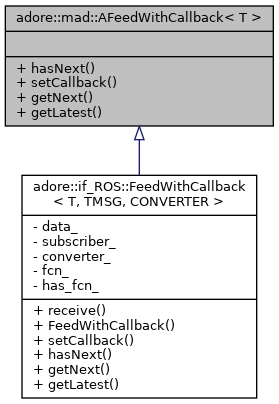 adore::mad::AFeedWithCallback< T >
+ hasNext()
+ setCallback()
+ getNext()
+ getLatest()
adore::if_ROS::FeedWithCallback
< T, TMSG, CONVERTER >
- data_
- subscriber_
- converter_
- fcn_
- has_fcn_
+ receive()
+ FeedWithCallback()
+ setCallback()
+ hasNext()
+ getNext()
+ getLatest()